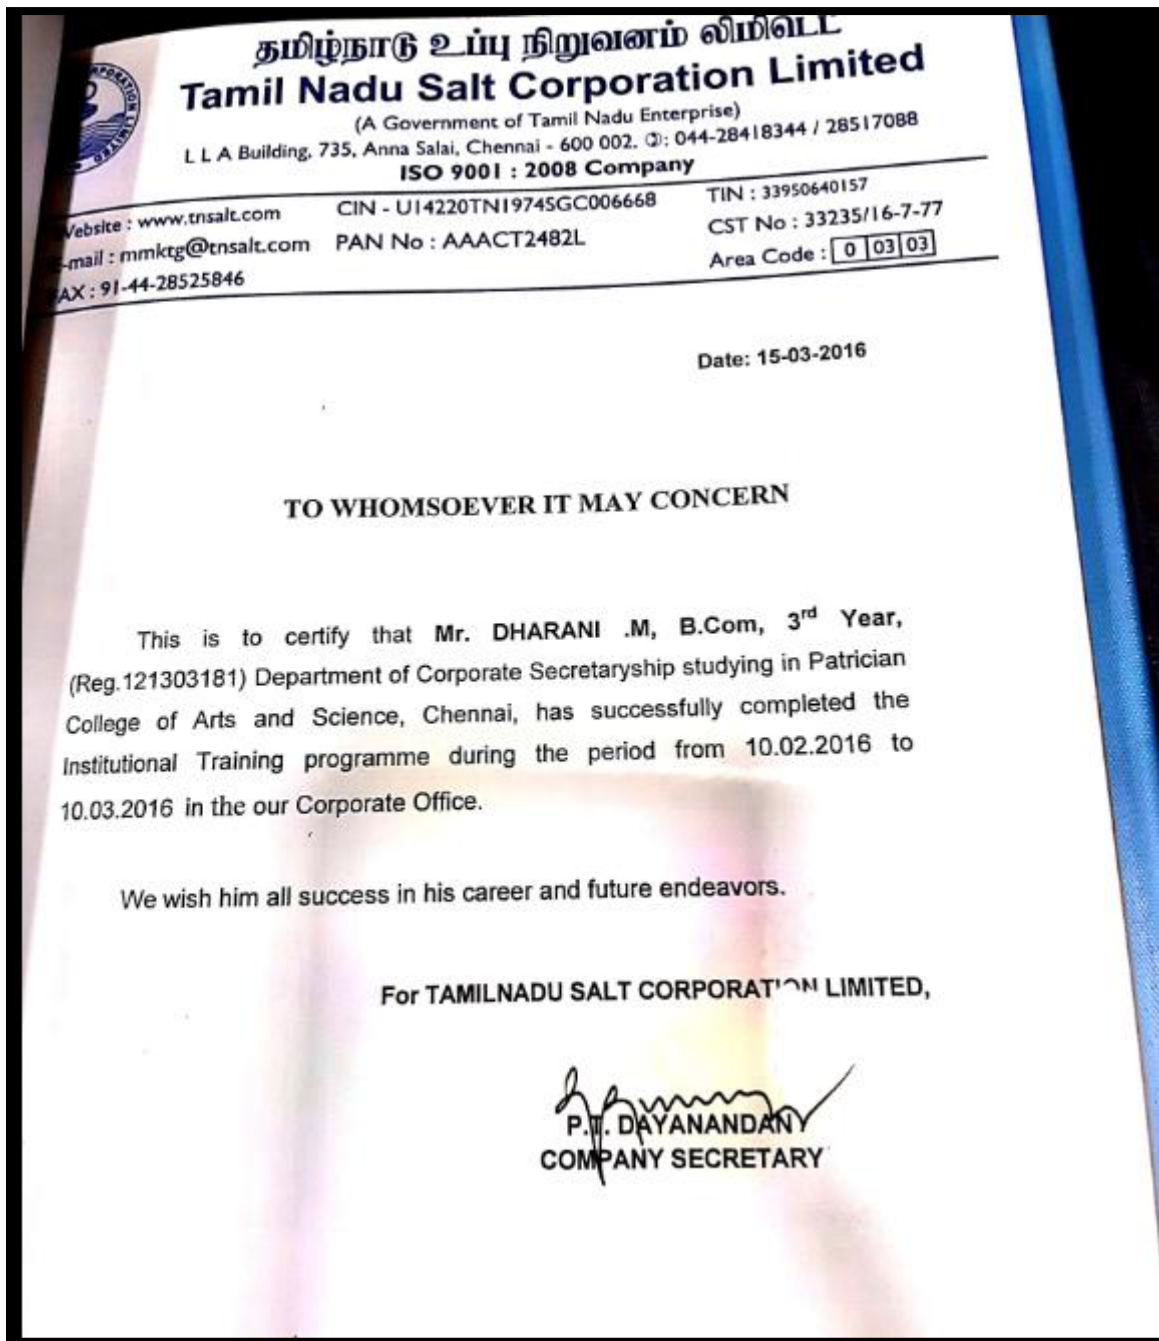 தமிழ்நாடு உப்பு நிறுவனம் லிமிடெட்
Tamil Nadu Salt Corporation Limited
(A Government of Tamil Nadu Enterprise)
L L A Building, 735, Anna Salai, Chennai - 600 002. ✆: 044-28418344 / 28517088
ISO 9001 : 2008 Company
Website : www.tnsalt.com CIN - U14220TN1974SGC006668 TIN : 33950640157
E-mail : mmktg@tnsalt.com PAN No : AAACT2482L CST No : 33235/16-7-77
FAX : 91-44-28525846 Area Code : 0 03 03
Date: 15-03-2016
TO WHOMSOEVER IT MAY CONCERN
This is to certify that Mr. DHARANI .M, B.Com, 3rd Year,
(Reg.121303181) Department of Corporate Secretaryship studying in Patrician
College of Arts and Science, Chennai, has successfully completed the
Institutional Training programme during the period from 10.02.2016 to
10.03.2016 in the our Corporate Office.
We wish him all success in his career and future endeavors.
For TAMILNADU SALT CORPORATION LIMITED,
P.T. DAYANANDAN
COMPANY SECRETARY